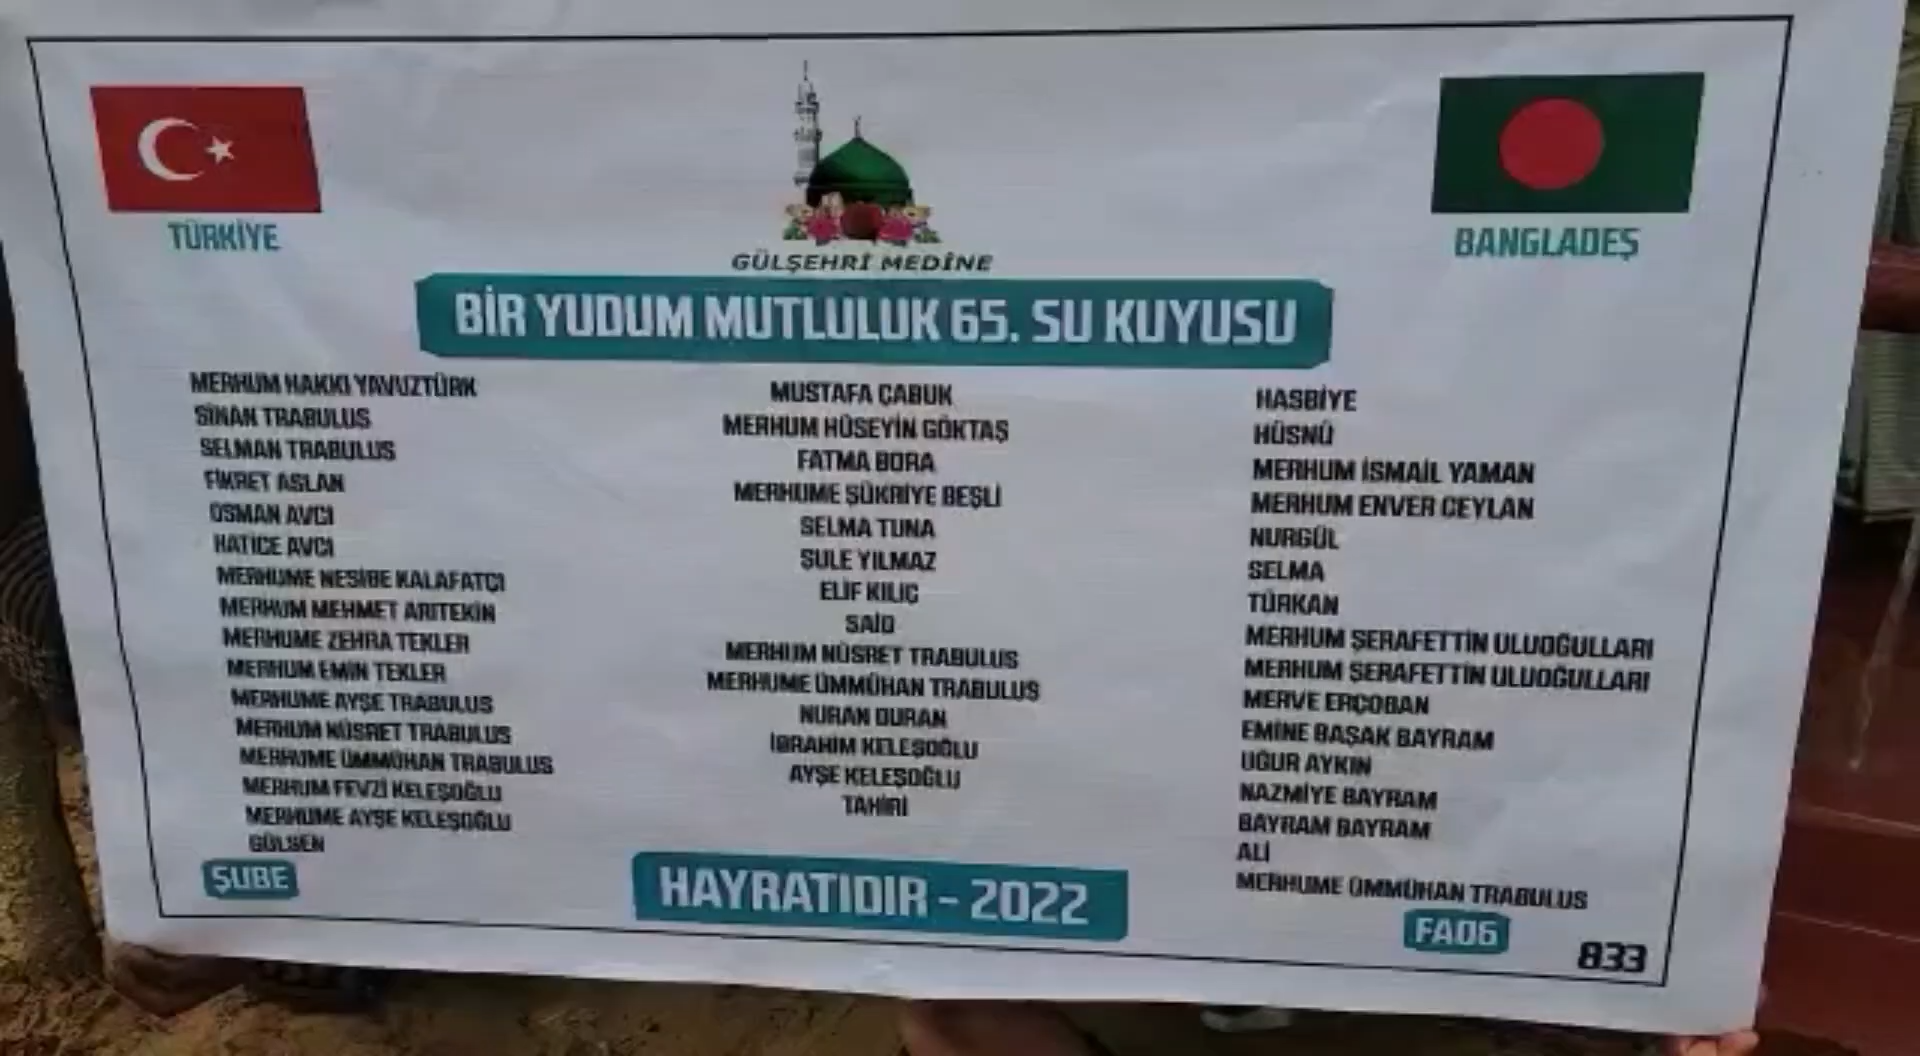 TÜRKİYE
GÜLŞEHRİ MEDİNE
BANGLADEŞ
BİR YUDUM MUTLULUK 65. SU KUYUSU
MERHUM HAKKI YAVUZTÜRK
SİNAN TRABULUS
SELMAN TRABULUS
FİKRET ASLAN
OSMAN AVCI
HATİCE AVCI
MERHUME NESİBE KALAFATÇI
MERHUM MEHMET ARITEKİN
MERHUME ZEHRA TEKLER
MERHUM EMİN TEKLER
MERHUME AYŞE TRABULUS
MERHUM NÜSRET TRABULUS
MERHUME ÜMMÜHAN TRABULUS
MERHUM FEVZİ KELEŞOĞLU
MERHUME AYŞE KELEŞOĞLU
GÜLSEN
ŞUBE
MUSTAFA ÇABUK
MERHUM HÜSEYİN GÖKTAŞ
FATMA BORA
MERHUME ŞÜKRİYE BEŞLİ
SELMA TUNA
ŞULE YILMAZ
ELİF KILIÇ
SAİD
MERHUM NÜSRET TRABULUS
MERHUME ÜMMÜHAN TRABULUS
NURAN DURAN
İBRAHİM KELEŞOĞLU
AYŞE KELEŞOĞLU
TAHİRİ
HAYRATIDIR - 2022
HASBİYE
HÜSNÜ
MERHUM İSMAİL YAMAN
MERHUM ENVER CEYLAN
NURGÜL
SELMA
TÜRKAN
MERHUM ŞERAFETTİN ULUOĞULLARI
MERHUM ŞERAFETTİN ULUOĞULLARI
MERVE ERÇOBAN
EMİNE BAŞAK BAYRAM
UĞUR AYKIN
NAZMİYE BAYRAM
BAYRAM BAYRAM
ALİ
MERHUME ÜMMÜHAN TRABULUS
FA06
833